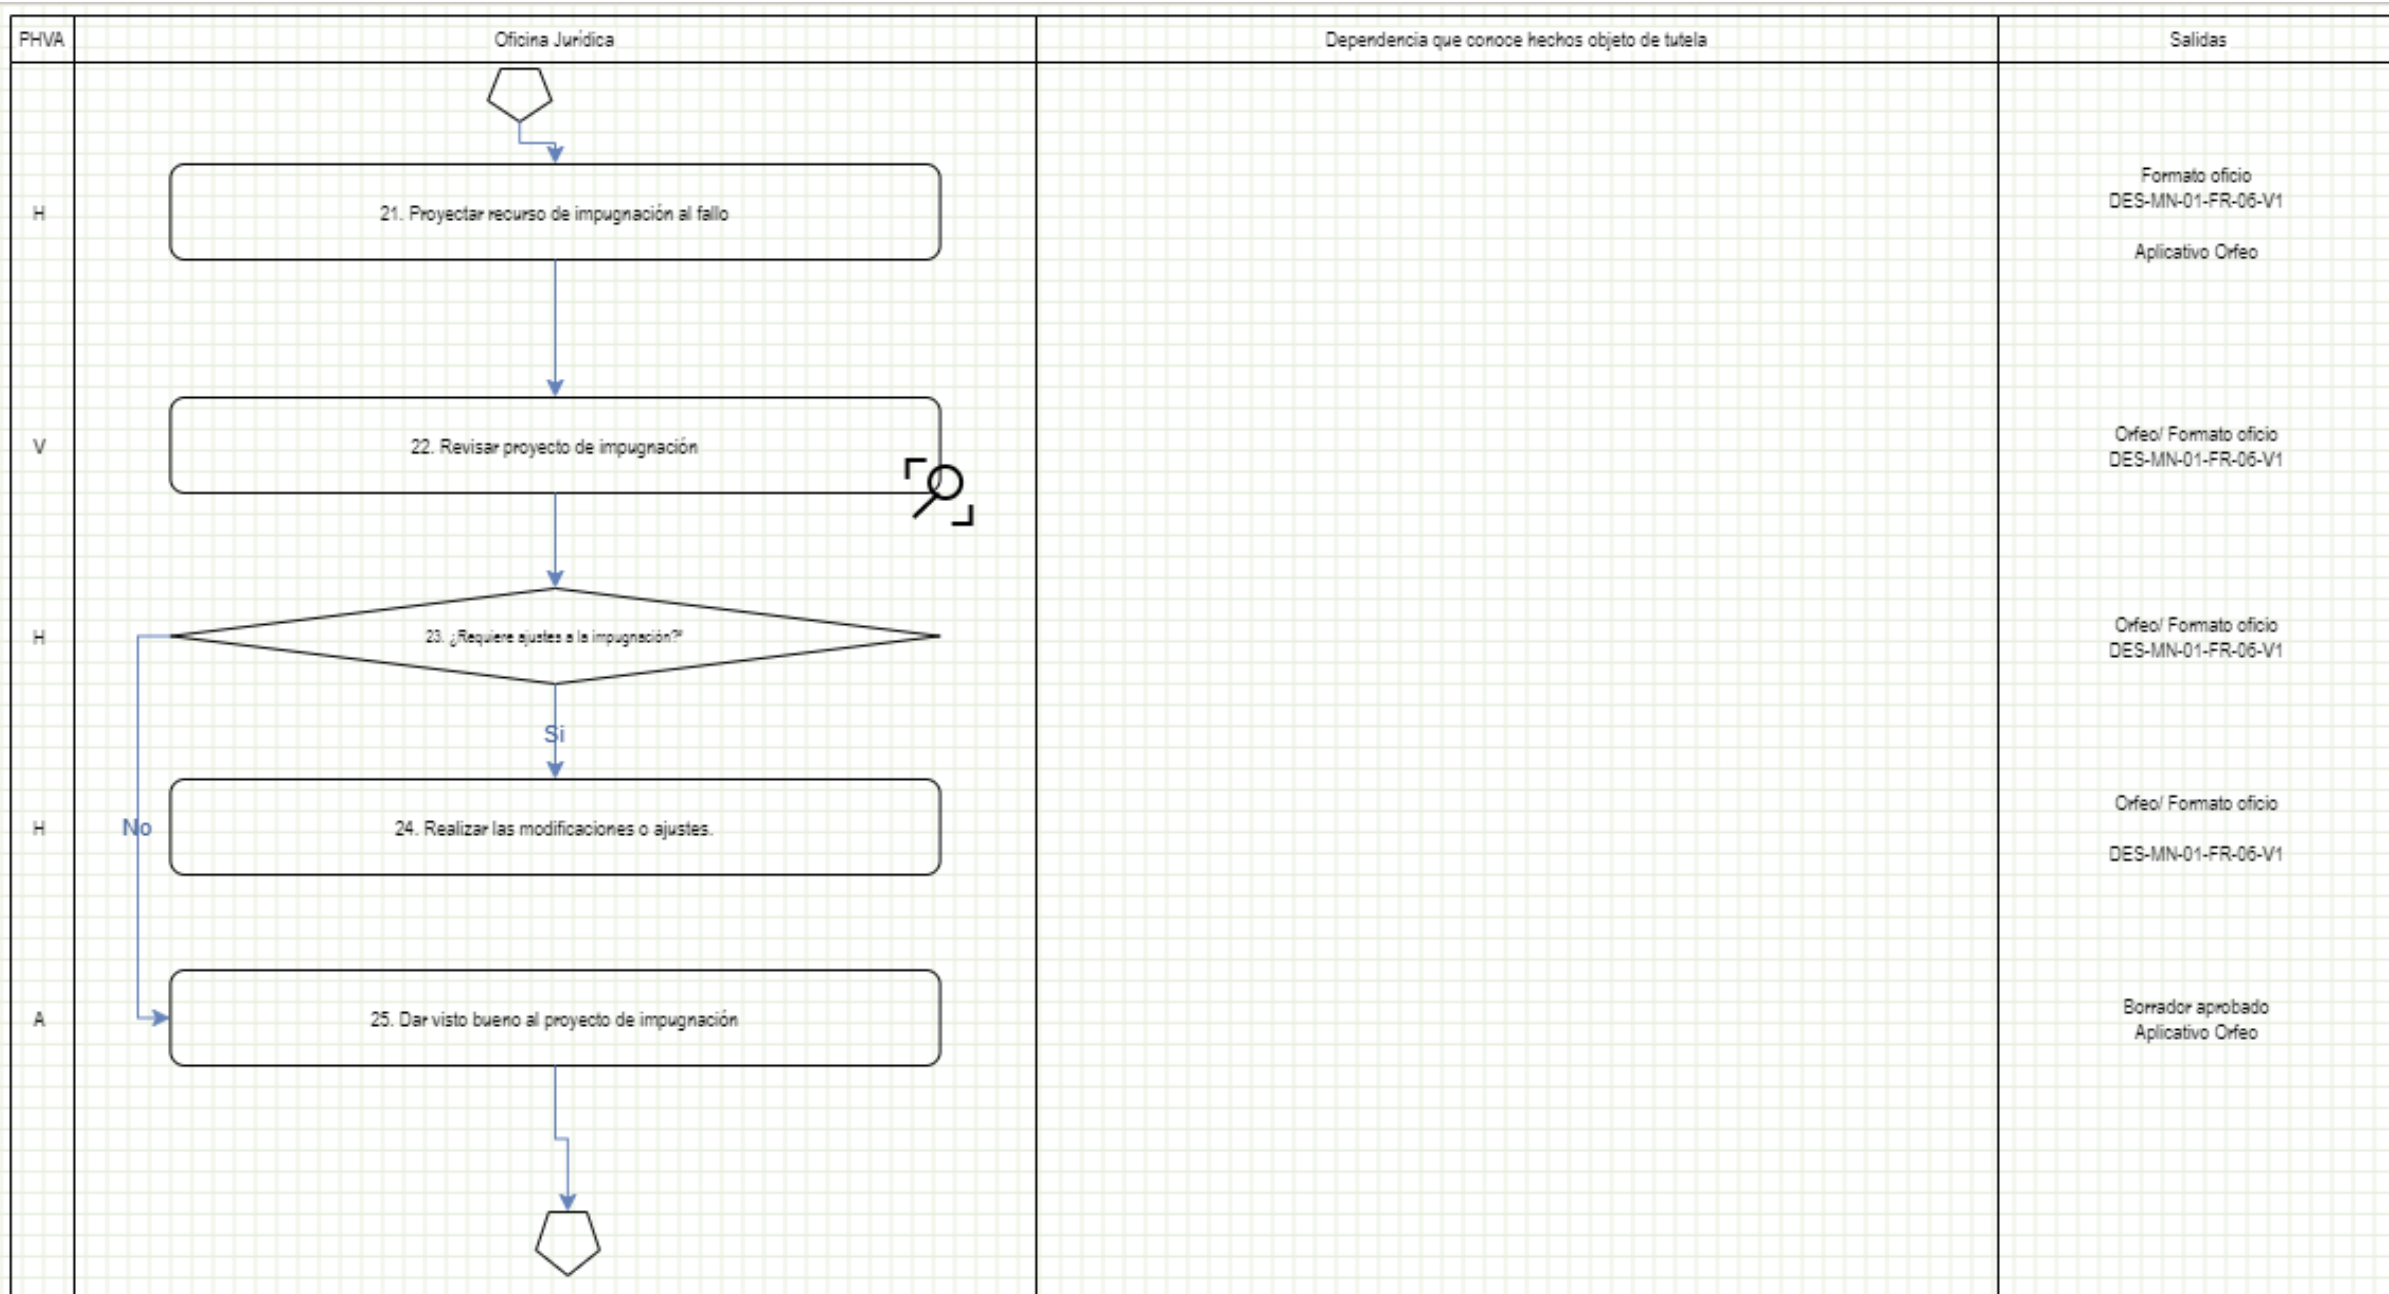 PHVA
Oficina Jurídica
Dependencia que conoce hechos objeto de tutela
Salidas
H
21. Proyectar recurso de impugnación al fallo
Formato oficio
DES-MN-01-FR-06-V1
Aplicativo Orfeo
V
22. Revisar proyecto de impugnación
Orfeo/ Formato oficio
DES-MN-01-FR-06-V1
H
23. ¿Requiere ajustes a la impugnación?"
Orfeo/ Formato oficio
DES-MN-01-FR-06-V1
Si
H
No
24. Realizar las modificaciones o ajustes.
Orfeo/ Formato oficio
DES-MN-01-FR-06-V1
A
25. Dar visto bueno al proyecto de impugnación
Borrador aprobado
Aplicativo Orfeo